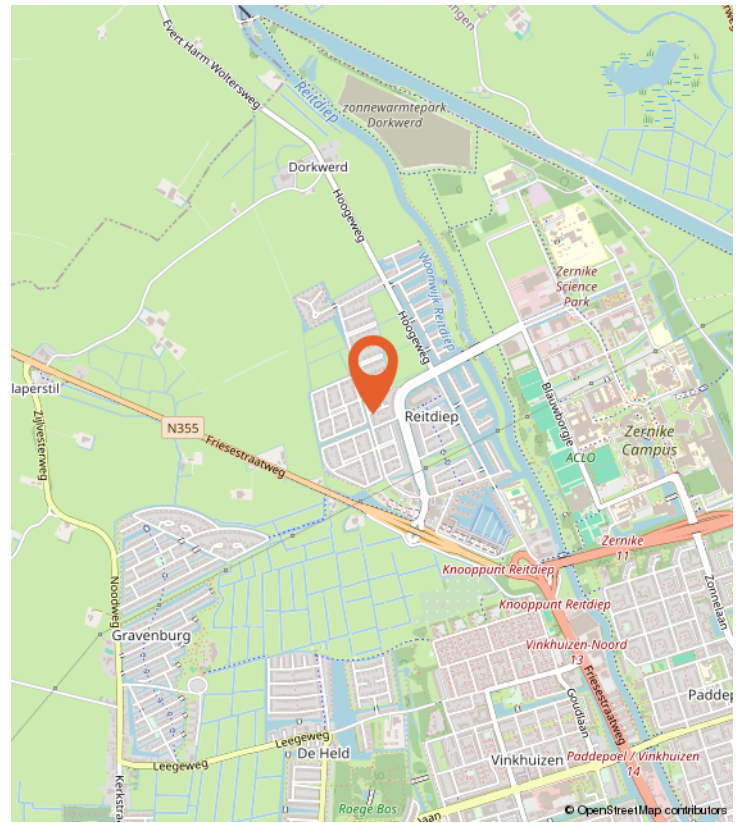 Evert Harm Woltersweg
Reitdiep
zonnewarmtepark
Dorkwerd
Dorkwerd
Hoogeweg
Woonwijk Reitdiep
Zernike
Science
Park
Hoogeweg
laperstil
Zijlvesterweg
N355
Friesestraatweg
Reitdiep
Blauwborgje
Zernike
Campus
ACLO
Zernike
11
Knooppunt Reitdiep
Knooppunt Reitdiep
Zonnelaan
Noodweg
Gravenburg
Vinkhuizen-Noord
13
Friesestraatweg
Goudlaan
Paddep
Leegeweg
Leegeweg
De Held
Vinkhuizen
Paddepoel / Vinkhuizen
14
Kerkstra
Roege Bos
laan
© OpenStreetMap contributors